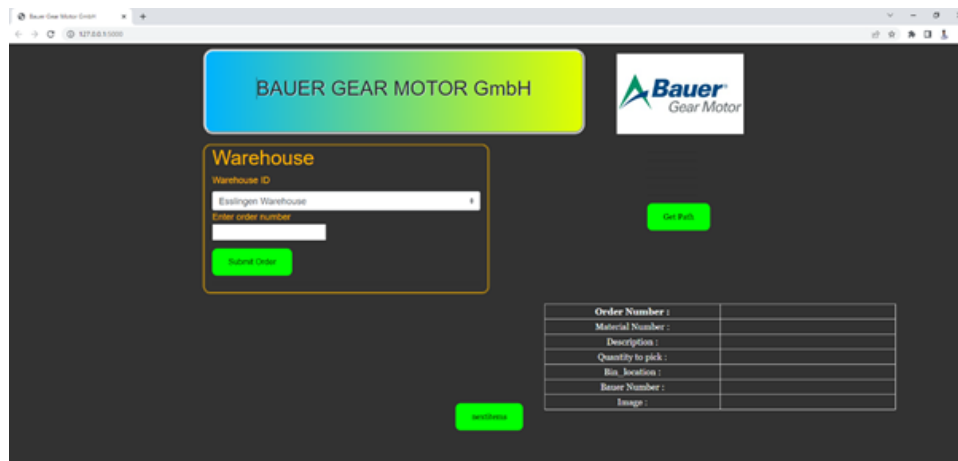 Bauer Gear Motor GmbH
127.0.0.1:5000
BAUER GEAR MOTOR GmbH
Bauer
Gear Motor
Warehouse
Warehouse ID
Esslingen Warehouse
Enter order number
Submit Order
Get Path
Order Number :
Material Number :
Description :
Quantity to pick :
Bin_location :
Bauer Number :
Image :